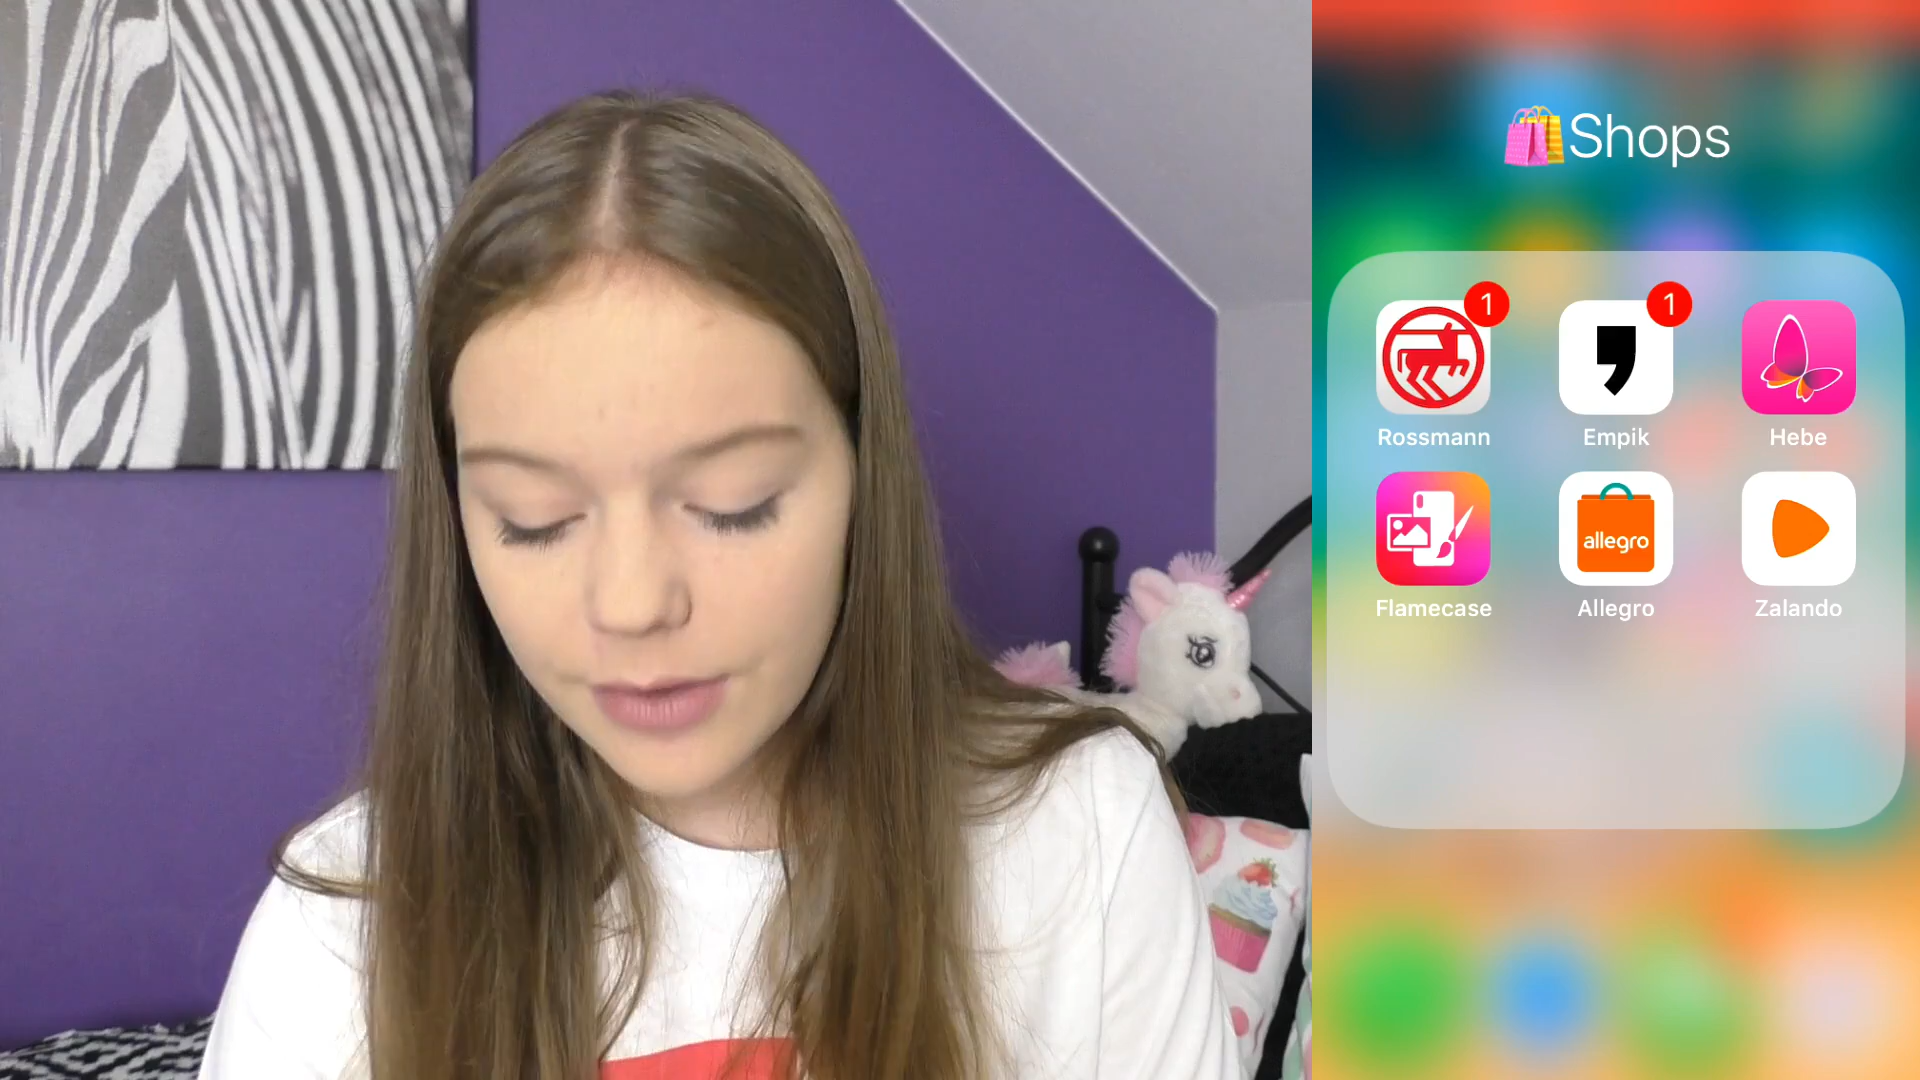 🛍️Shops
1
1
Rossmann
Empik
Hebe
allegro
Flamecase
Allegro
Zalando